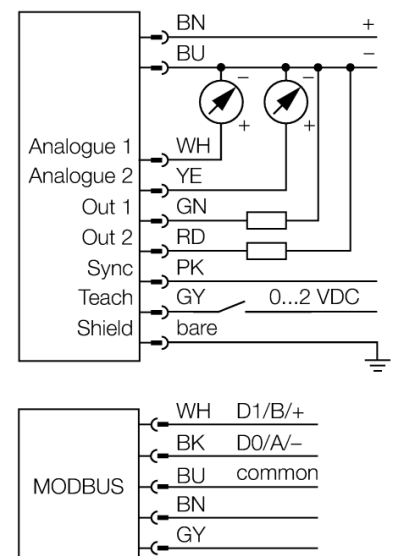 BN +
BU −
− −
+ +
Analogue 1 WH
Analogue 2 YE
Out 1 GN
Out 2 RD
Sync PK
Teach GY 0...2 VDC
Shield bare
WH D1/B/+
BK D0/A/−
BU common
MODBUS
BN
GY